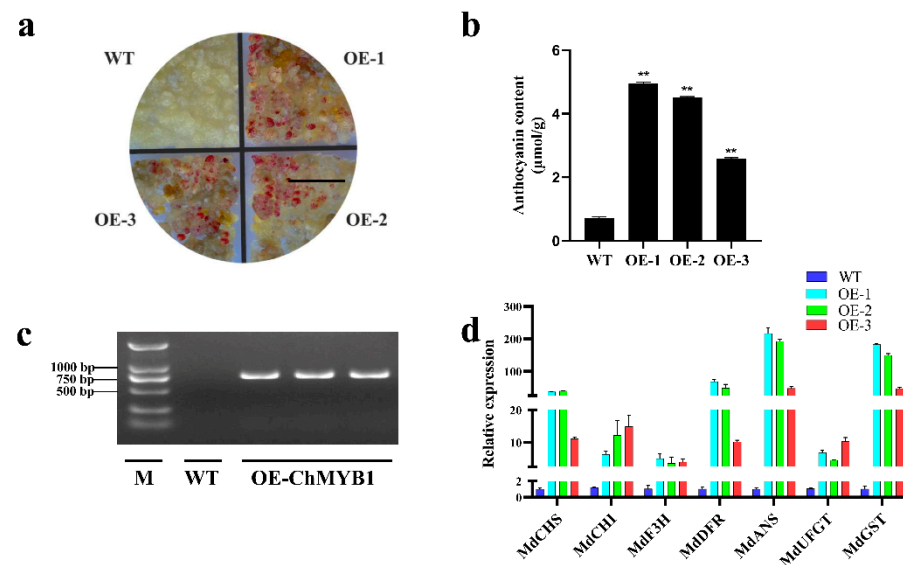 a
WT
OE-1
OE-3
OE-2
b
Anthocyanin content
(μmol/g)
6
4
2
0
**
**
**
WT OE-1 OE-2 OE-3
c
1000 bp
750 bp
500 bp
M WT OE-ChMYB1
d
WT
OE-1
OE-2
OE-3
Relative expression
300
200
100
20
10
2
0
MdCHS MdCHI MdF3H MdDFR MdANS MdUFGT MdGST